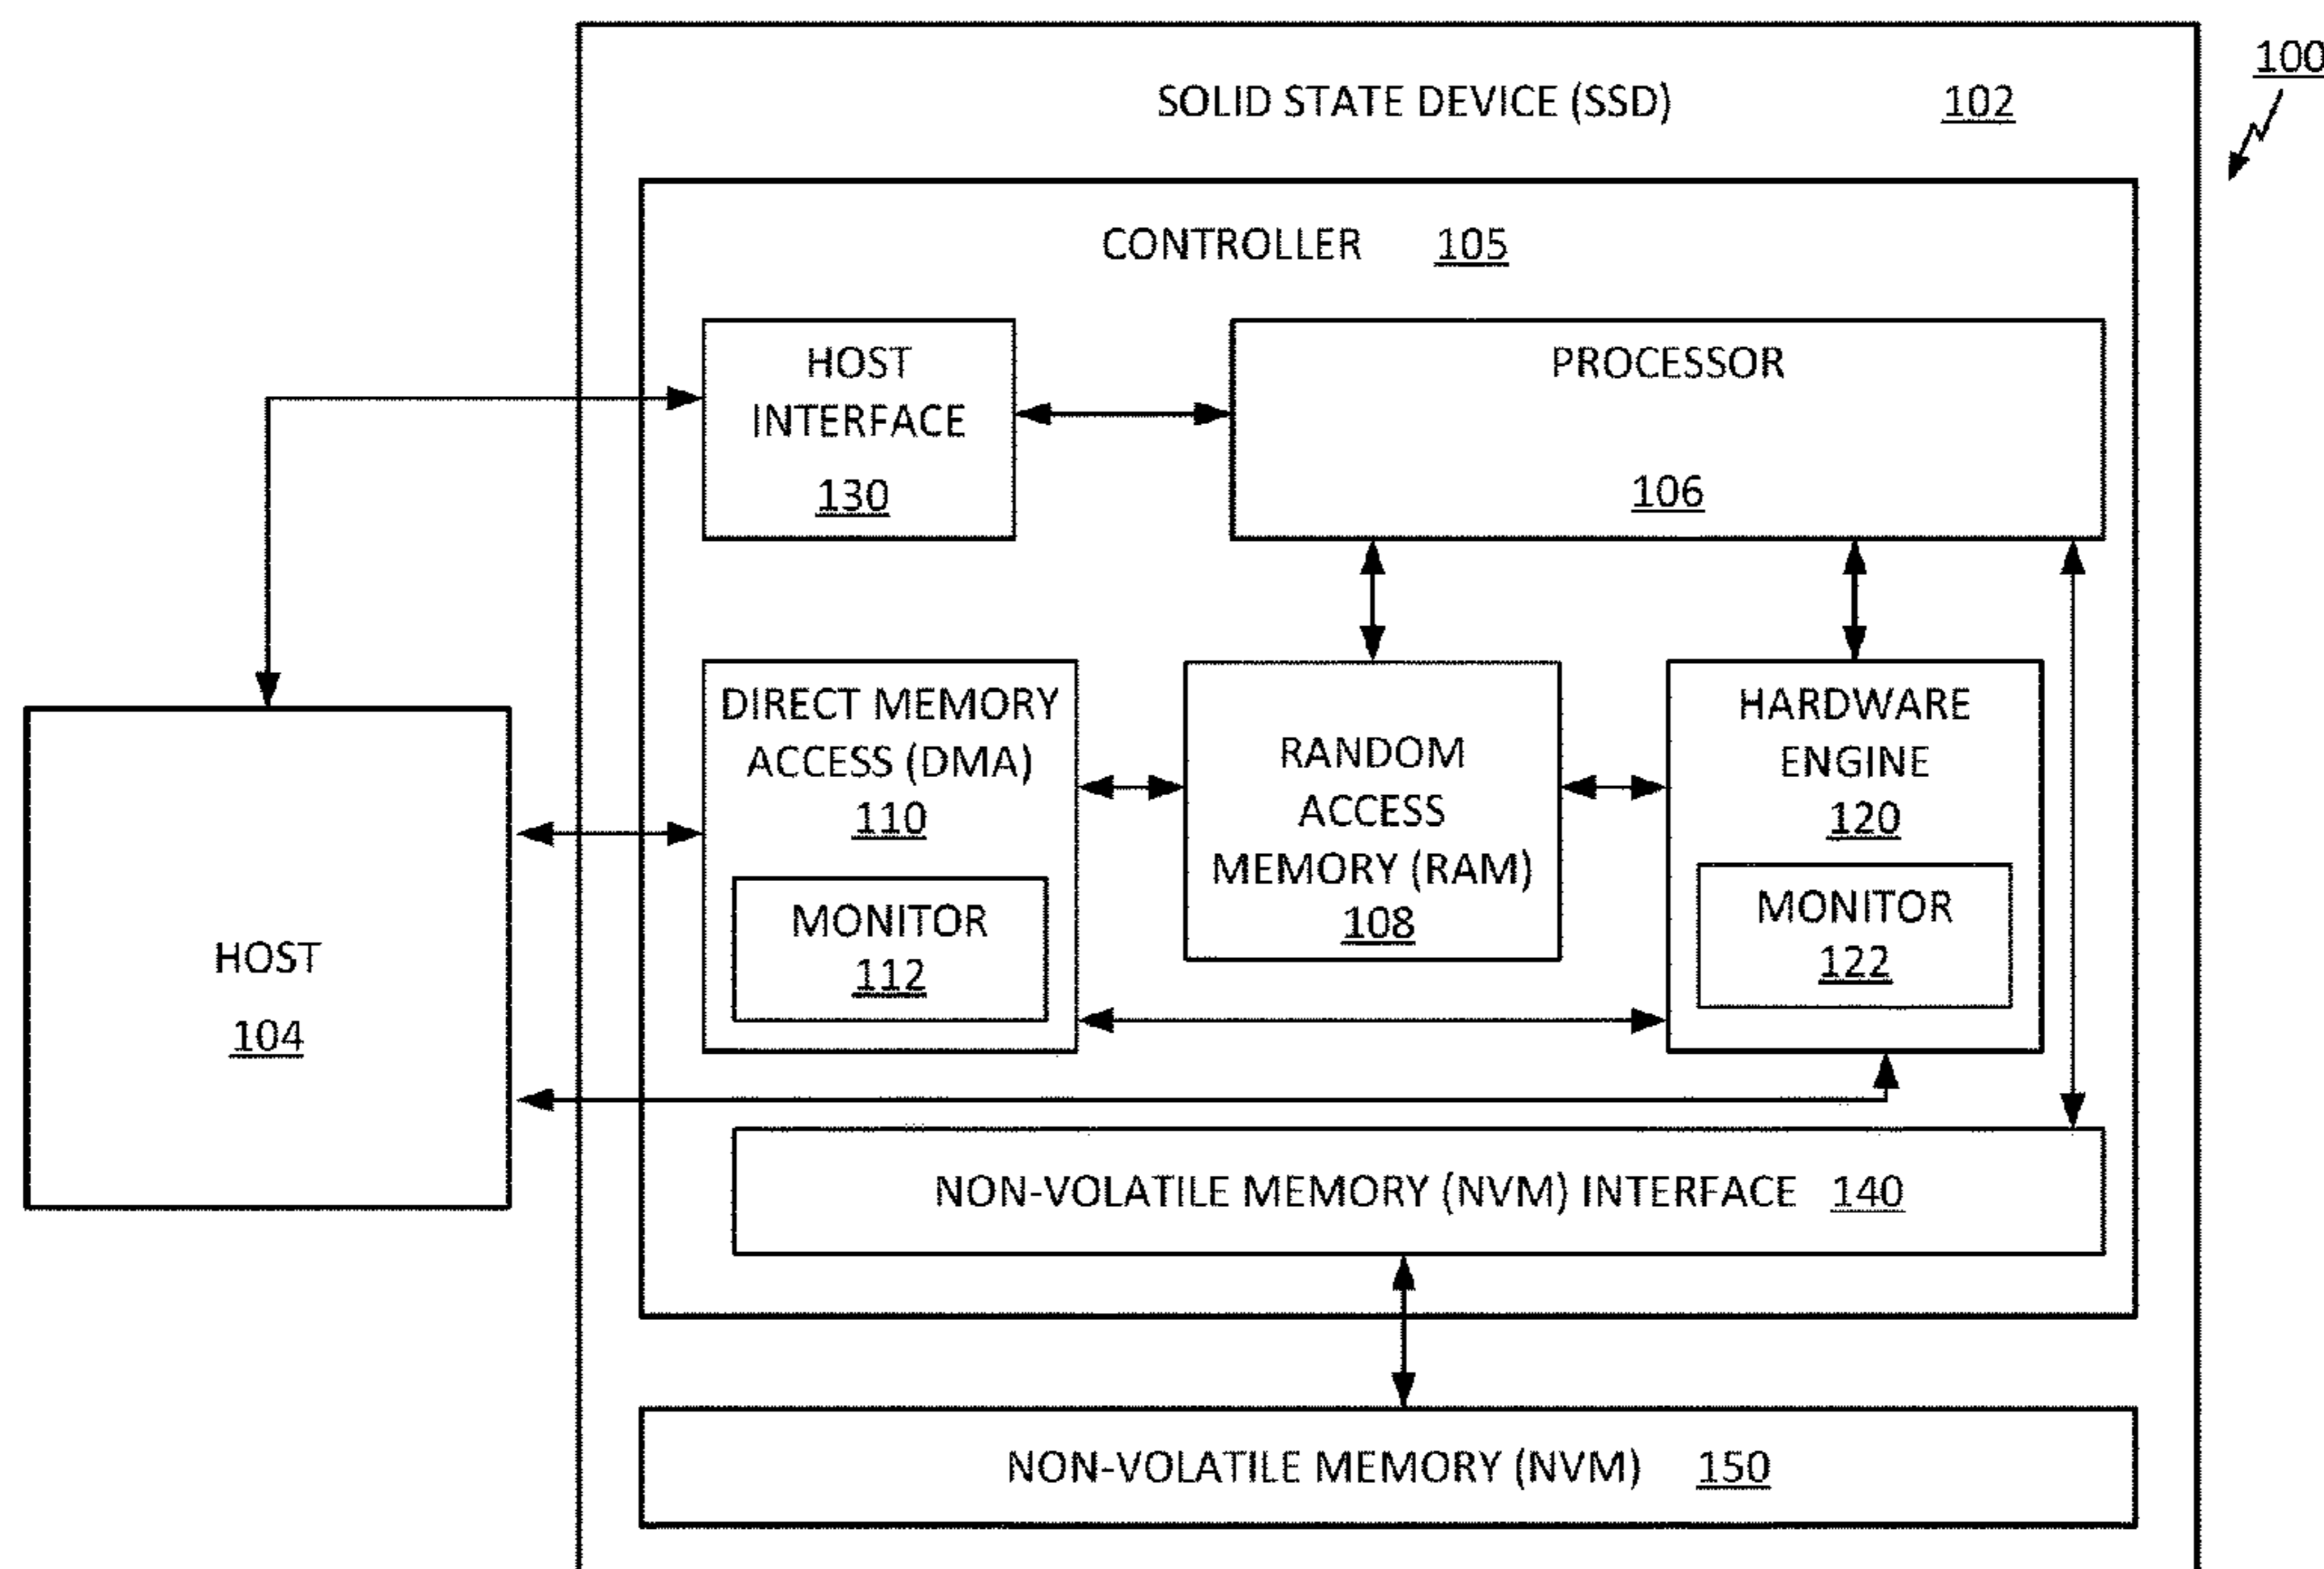 100
SOLID STATE DEVICE (SSD) 102
CONTROLLER 105
HOST
INTERFACE
130
PROCESSOR
106
DIRECT MEMORY
ACCESS (DMA)
110
MONITOR
112
RANDOM
ACCESS
MEMORY (RAM)
108
HARDWARE
ENGINE
120
MONITOR
122
HOST
104
NON-VOLATILE MEMORY (NVM) INTERFACE 140
NON-VOLATILE MEMORY (NVM) 150